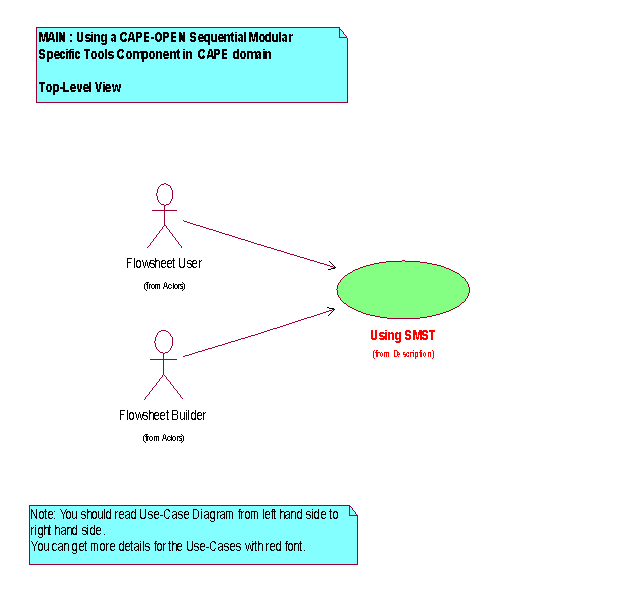 MAIN : Using a CAPE-OPEN Sequential Modular
Specific Tools Component in CAPE domain
Top-Level View
Flowsheet User
(from Actors)
Using SMST
(from Description)
Flowsheet Builder
(from Actors)
Note: You should read Use-Case Diagram from left hand side to
right hand side.
You can get more details for the Use-Cases with red font.